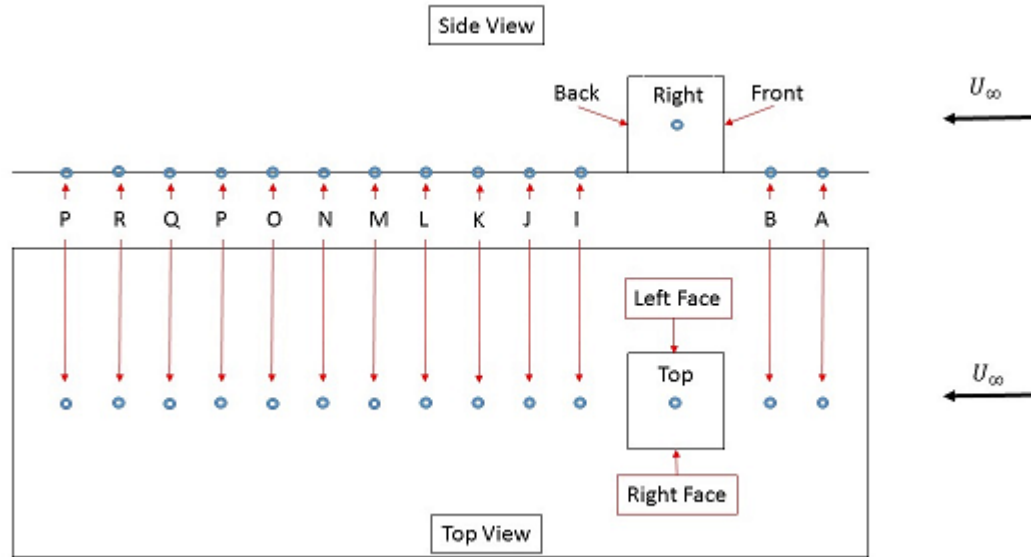 Side View
Back
Right
Front
U∞
P R Q P O N M L K J I B A
Left Face
Top
U∞
Right Face
Top View